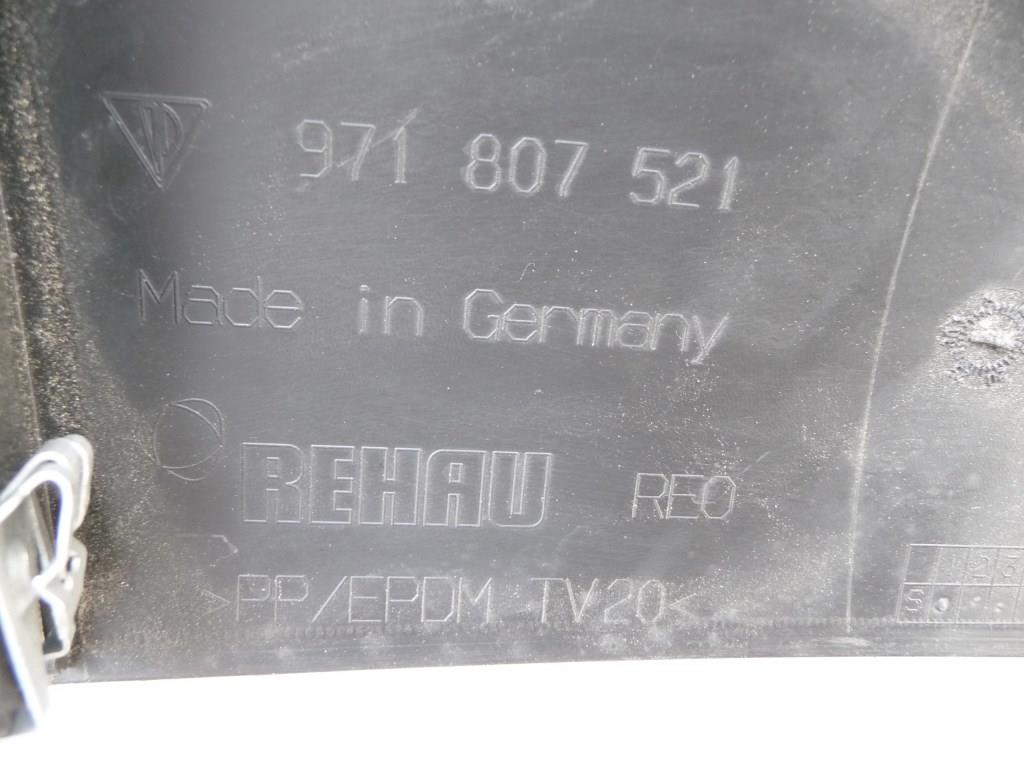 971 807 521
Made in Germany
REHAU REO
>PP/EPDM TV20<